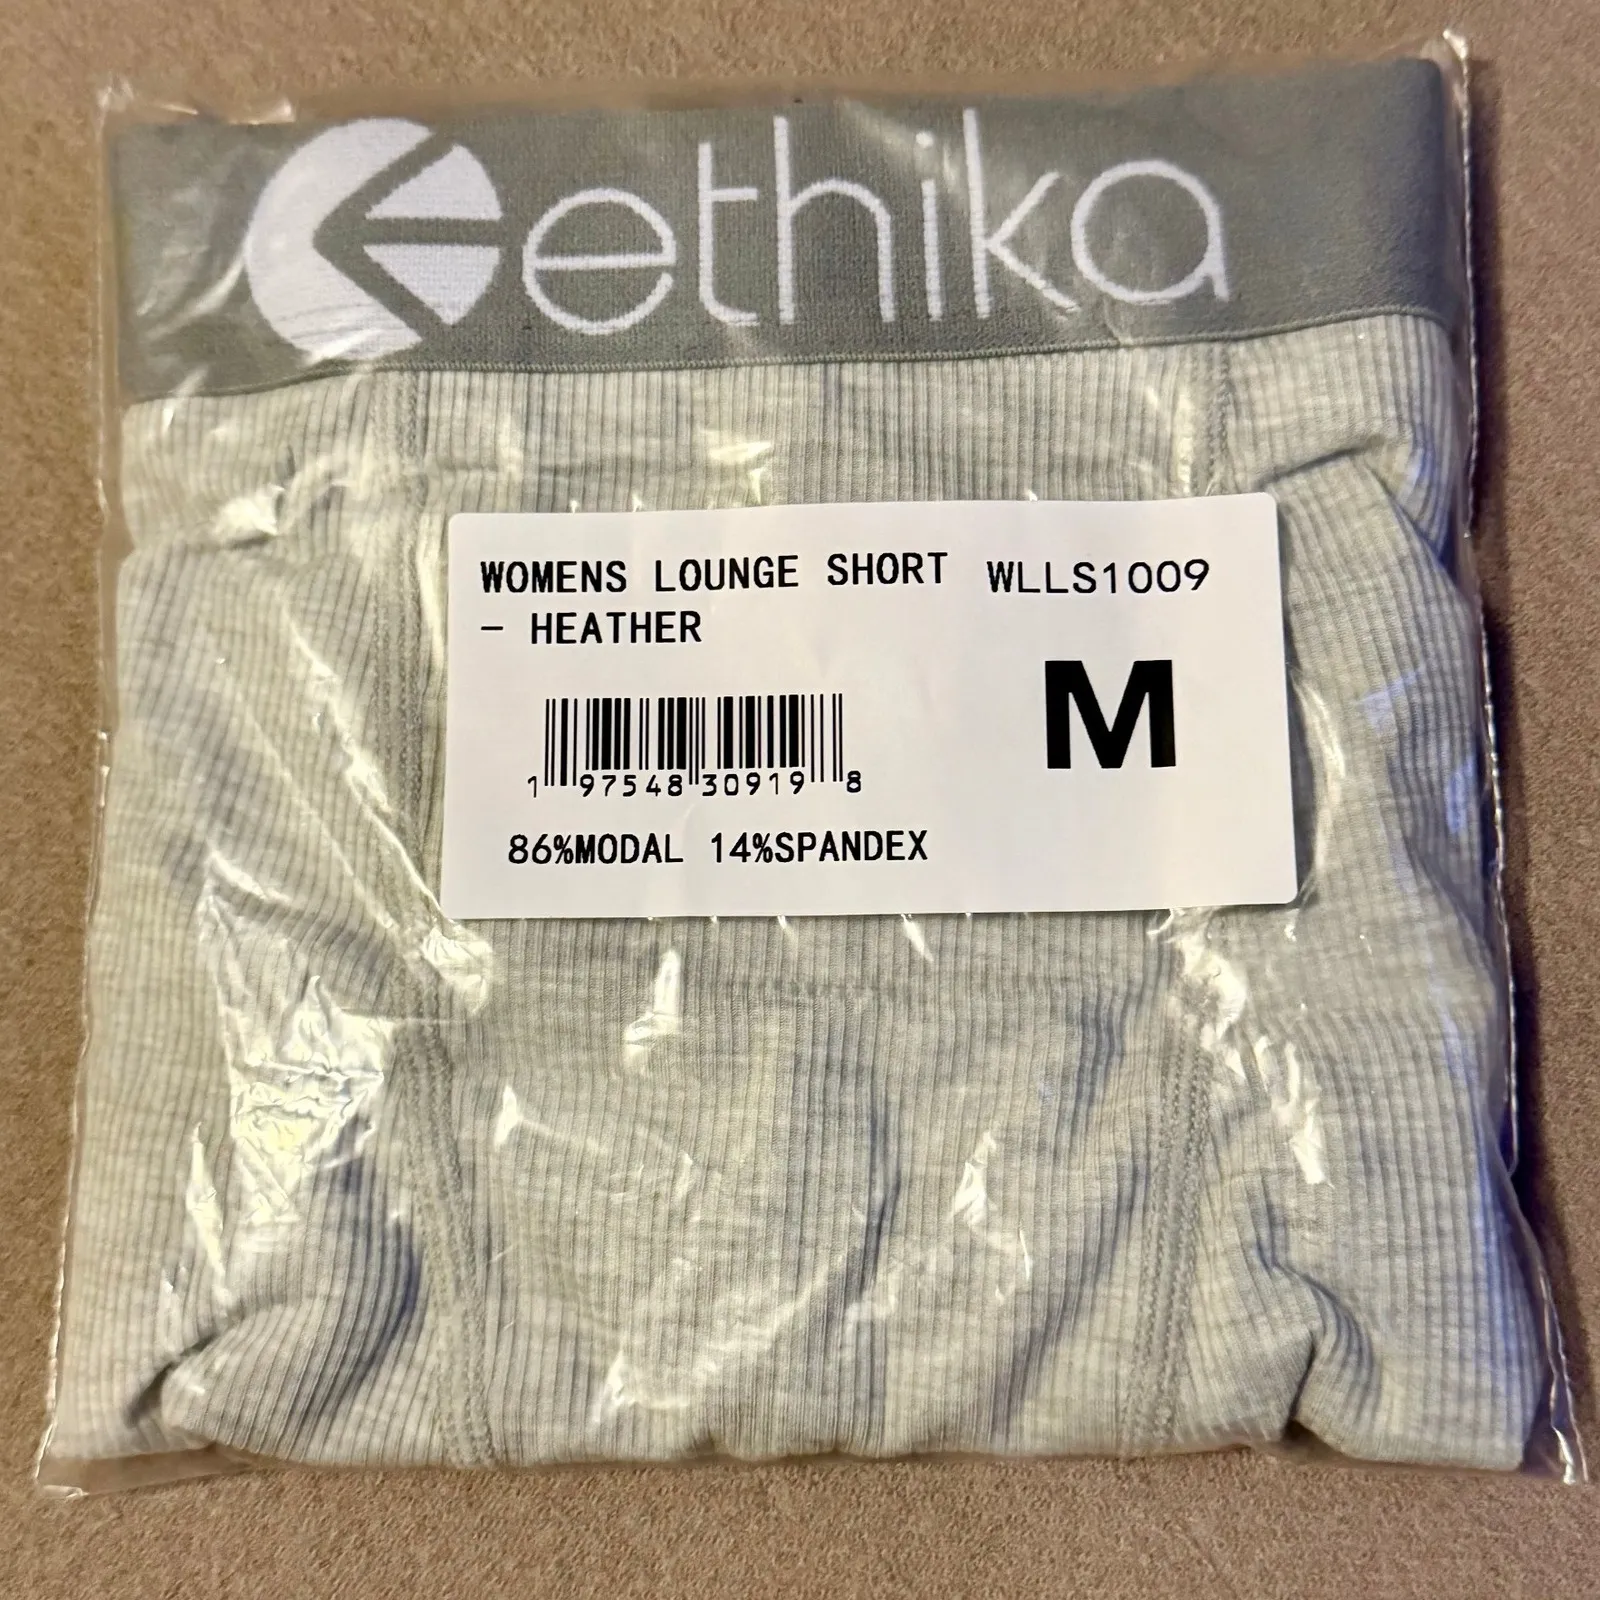 ethika
WOMENS LOUNGE SHORT WLLS1009
- HEATHER
M
1 97548 30919 8
86%MODAL 14%SPANDEX